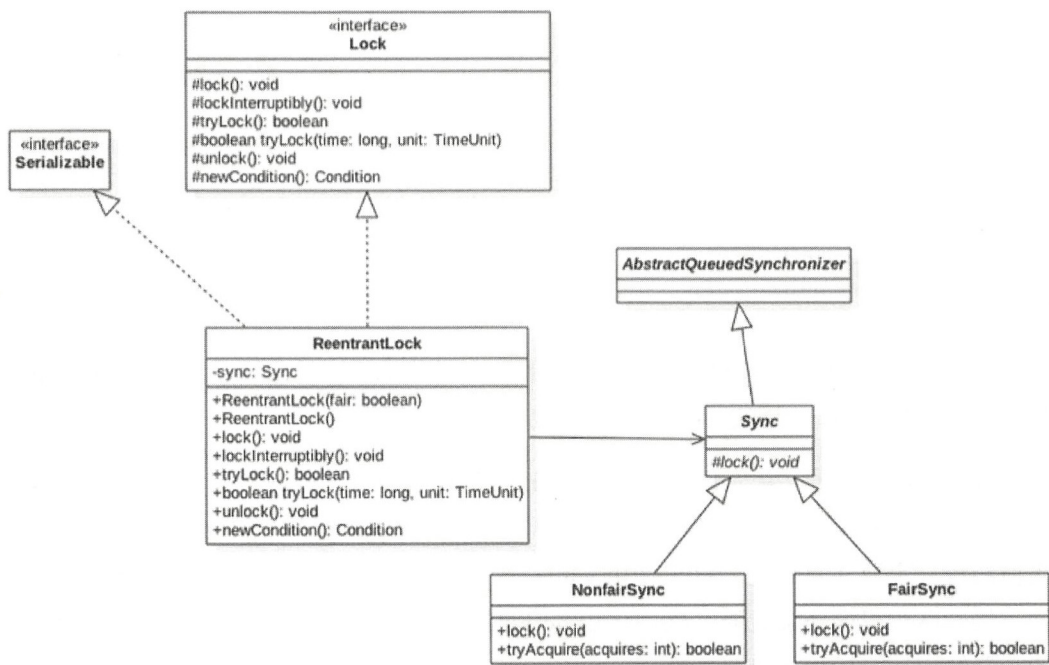 «interface»
Lock
#lock(): void
#lockInterruptibly(): void
#tryLock(): boolean
#boolean tryLock(time: long, unit: TimeUnit)
#unlock(): void
#newCondition(): Condition
«interface»
Serializable
AbstractQueuedSynchronizer
ReentrantLock
-sync: Sync
+ReentrantLock(fair: boolean)
+ReentrantLock()
+lock(): void
+lockInterruptibly(): void
+tryLock(): boolean
+boolean tryLock(time: long, unit: TimeUnit)
+unlock(): void
+newCondition(): Condition
Sync
#lock(): void
NonfairSync
+lock(): void
+tryAcquire(acquires: int): boolean
FairSync
+lock(): void
+tryAcquire(acquires: int): boolean